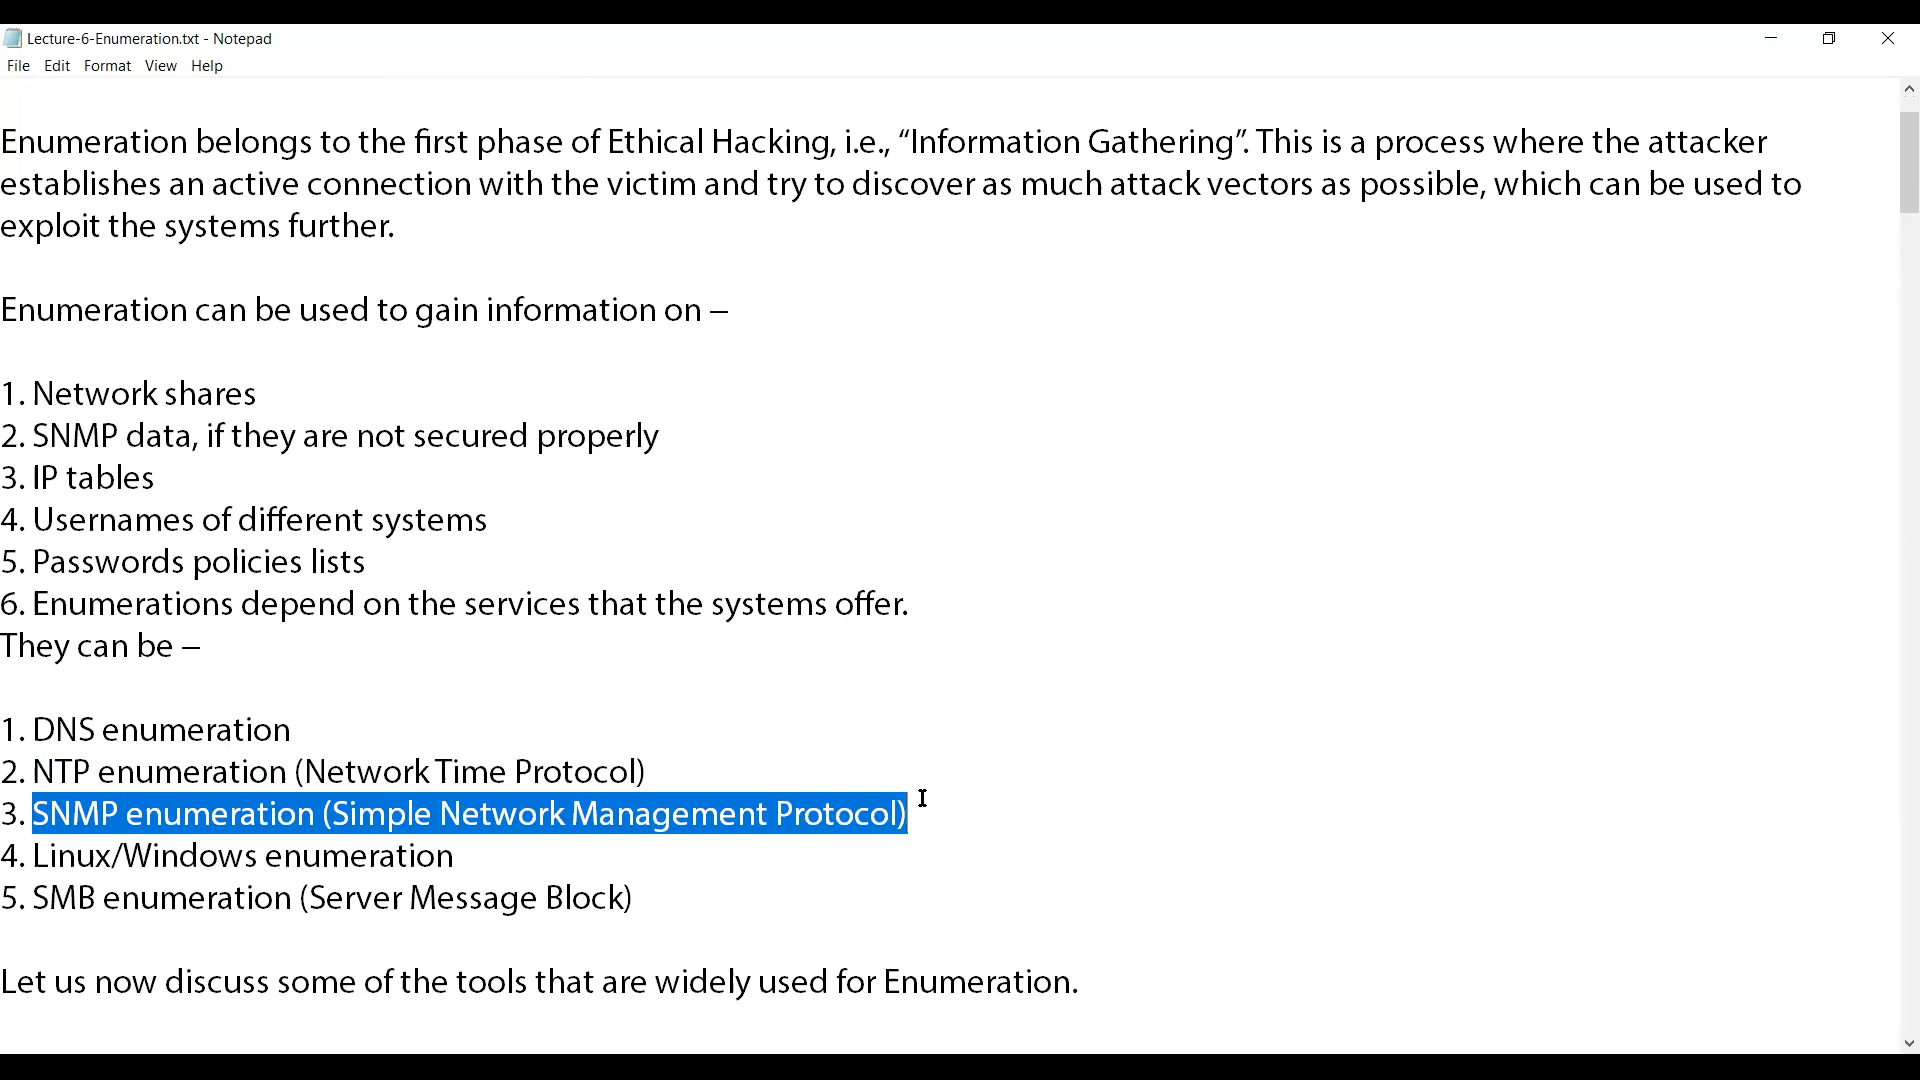 Lecture-6-Enumeration.txt - Notepad
File Edit Format View Help
Enumeration belongs to the first phase of Ethical Hacking, i.e., “Information Gathering”. This is a process where the attacker
establishes an active connection with the victim and try to discover as much attack vectors as possible, which can be used to
exploit the systems further.
Enumeration can be used to gain information on –
1. Network shares
2. SNMP data, if they are not secured properly
3. IP tables
4. Usernames of different systems
5. Passwords policies lists
6. Enumerations depend on the services that the systems offer.
They can be –
1. DNS enumeration
2. NTP enumeration (Network Time Protocol)
3. SNMP enumeration (Simple Network Management Protocol)
4. Linux/Windows enumeration
5. SMB enumeration (Server Message Block)
Let us now discuss some of the tools that are widely used for Enumeration.